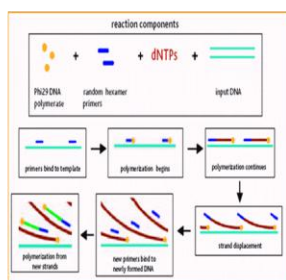 reaction components
+ + dNTPs +
Phi29 DNA
polymerate
random hexamer
primers
input DNA
primers bind to template
polymerization begins
polymerization continues
strand displacement
new primers bind to
newly formed DNA
polymerization from
new strands